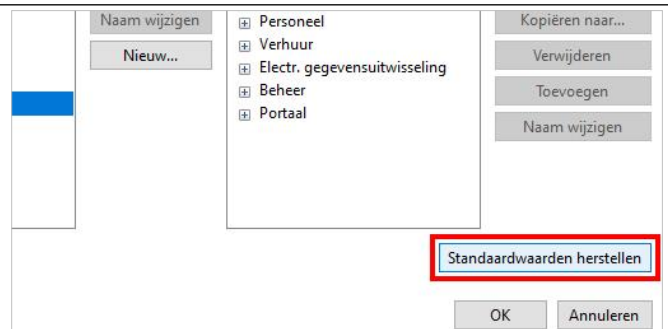 Naam wijzigen
Nieuw...
Personeel
Verhuur
Electr. gegevensuitwisseling
Beheer
Portaal
Kopiëren naar...
Verwijderen
Toevoegen
Naam wijzigen
Standaardwaarden herstellen
OK
Annuleren